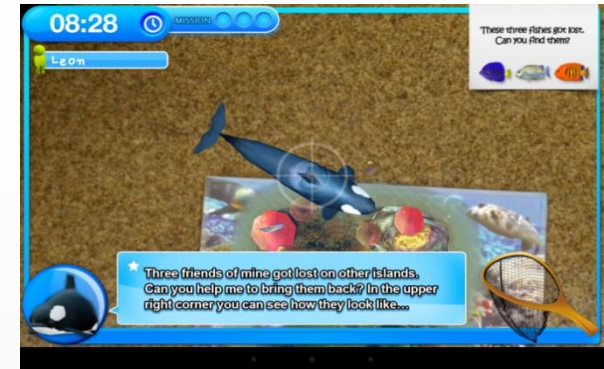 08:28
MISSION
These three fishes got lost.
Can you find them?
Leon
Three friends of mine got lost on other islands.
Can you help me to bring them back? In the upper
right corner you can see how they look like...